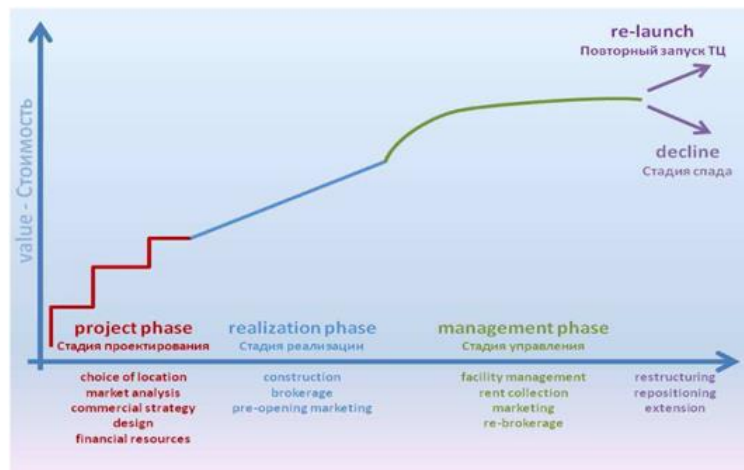 re-launch
Повторный запуск ТЦ
value - Стоимость
decline
Стадия спада
project phase
Стадия проектирования
realization phase
Стадия реализации
management phase
Стадия управления
choice of location
market analysis
commercial strategy
design
financial resources
construction
brokerage
pre-opening marketing
facility management
rent collection
marketing
re-brokerage
restructuring
repositioning
extension